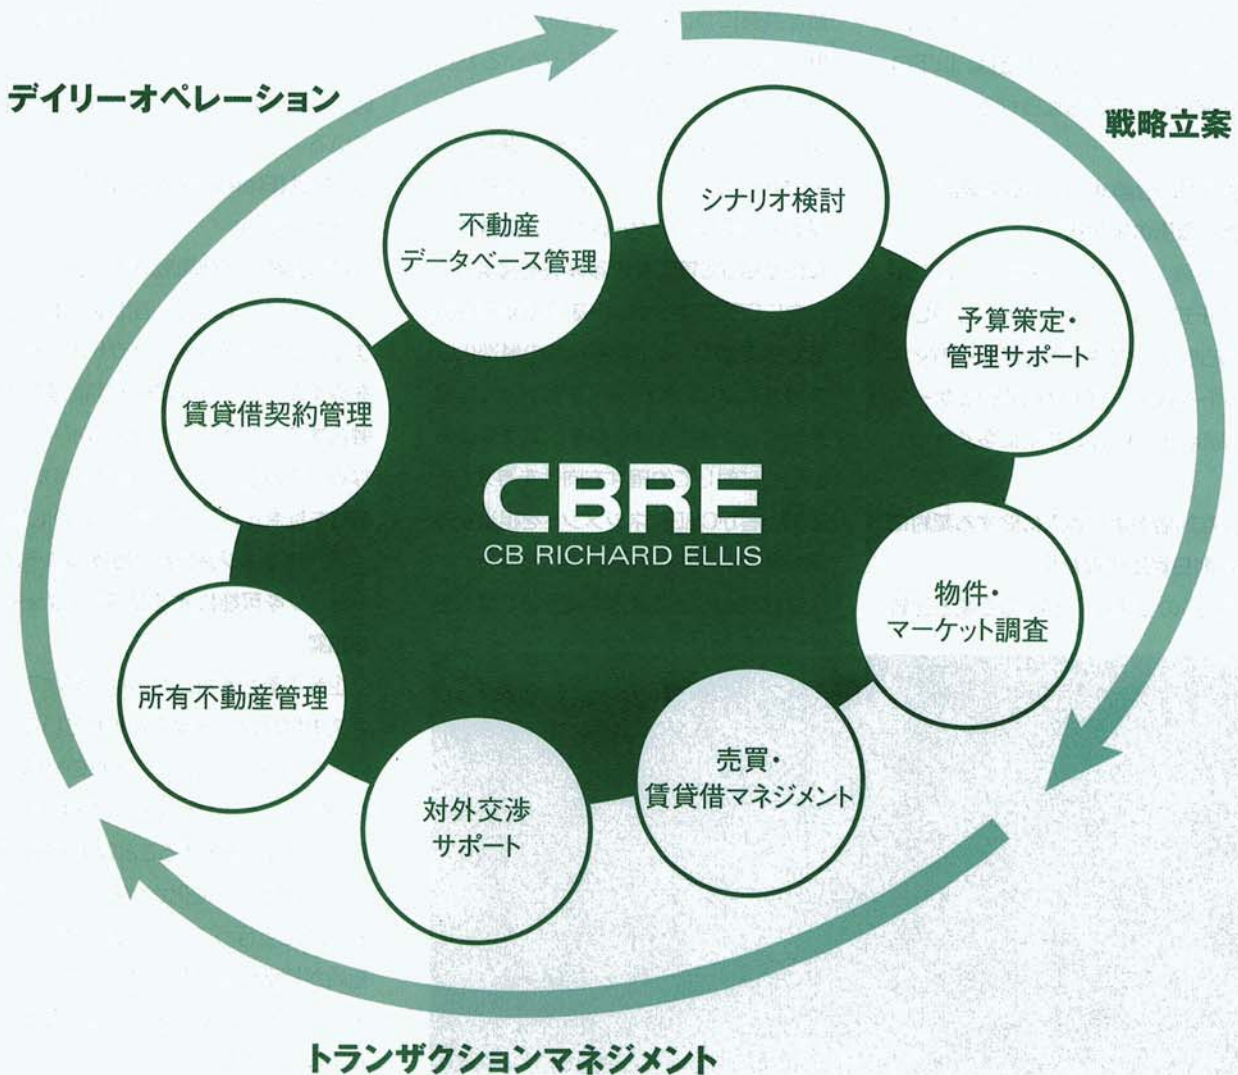 デイリーオペレーション
戦略立案
シナリオ検討
不動産
データベース管理
予算策定・
管理サポート
賃貸借契約管理
CBRE
CB RICHARD ELLIS
物件・
マーケット調査
所有不動産管理
売買・
賃貸借マネジメント
対外交渉
サポート
トランザクションマネジメント